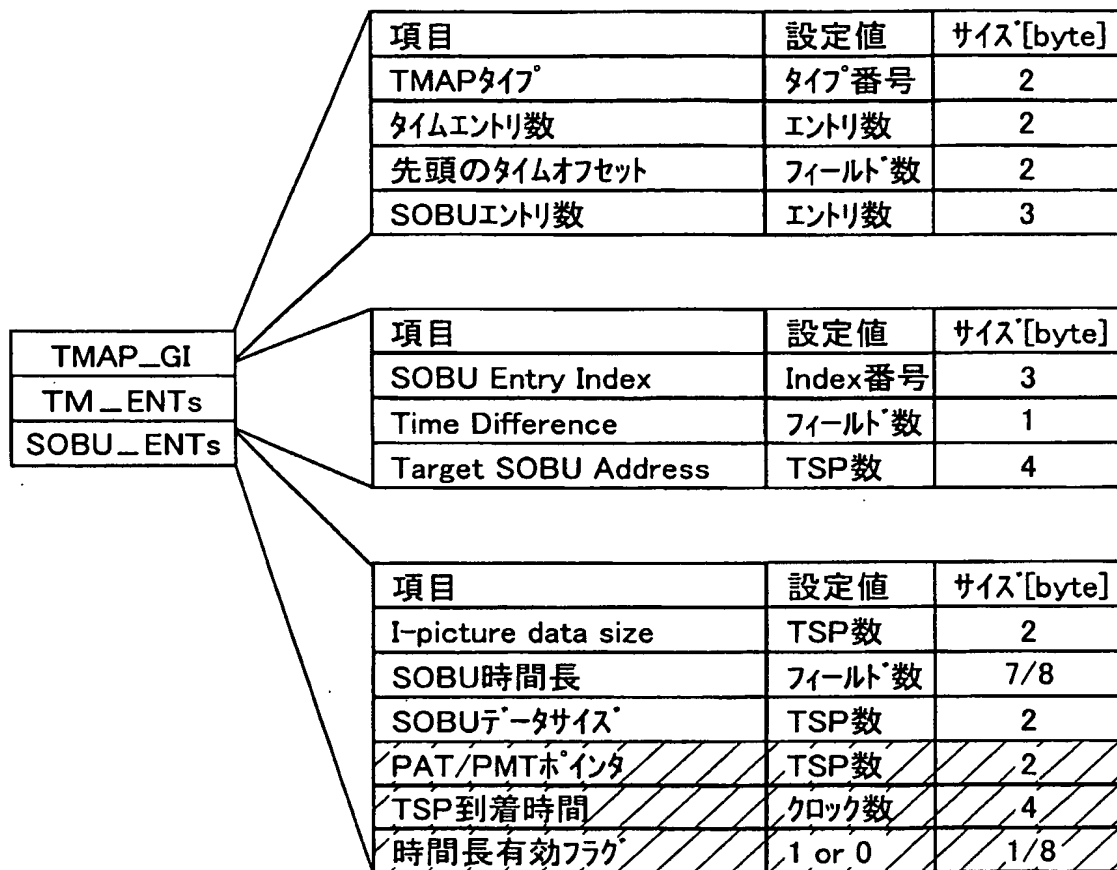 項目 設定値 サイズ[byte]
TMAPタイプ タイプ番号 2
タイムエントリ数 エントリ数 2
先頭のタイムオフセット フィールド数 2
SOBUエントリ数 エントリ数 3
TMAP_GI
TM_ENTs
SOBU_ENTs
項目 設定値 サイズ[byte]
SOBU Entry Index Index番号 3
Time Difference フィールド数 1
Target SOBU Address TSP数 4
項目 設定値 サイズ[byte]
I-picture data size TSP数 2
SOBU時間長 フィールド数 7/8
SOBUデータサイズ TSP数 2
PAT/PMTポインタ TSP数 2
TSP到着時間 クロック数 4
時間長有効フラグ 1 or 0 1/8